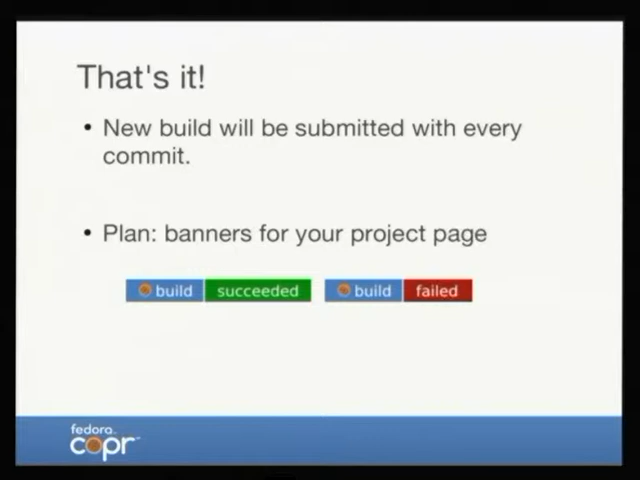 That's it!
• New build will be submitted with every
commit.
• Plan: banners for your project page
build succeeded build failed
fedora
copr